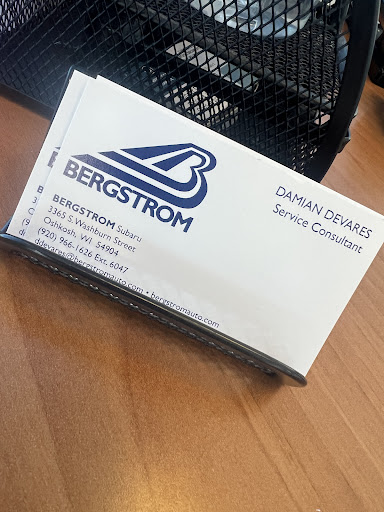 BERGSTROM
DAMIAN DEVARES
Service Consultant
BERGSTROM Subaru
3365 S. Washburn Street
Oshkosh, WI 54904
(920) 966-1626 Ext. 6047
ddevares@bergstromauto.com • bergstromauto.com